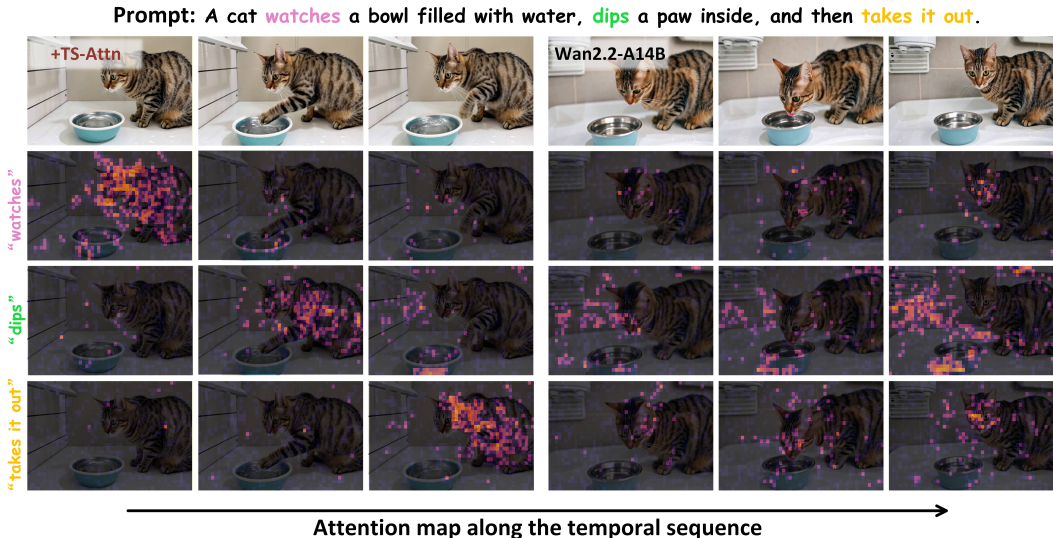 Prompt: A cat watches a bowl filled with water, dips a paw inside, and then takes it out.
+TS-Attn
Wan2.2-A14B
“watches”
“dips”
“takes it out”
Attention map along the temporal sequence